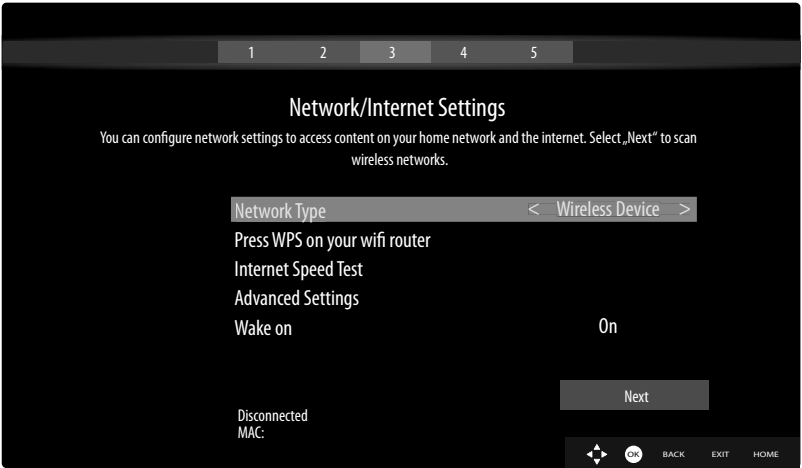 1 2 3 4 5
Network/Internet Settings
You can configure network settings to access content on your home network and the internet. Select „Next“ to scan
wireless networks.
Network Type < Wireless Device >
Press WPS on your wifi router
Internet Speed Test
Advanced Settings
Wake on On
Next
Disconnected
MAC:
OK BACK EXIT HOME